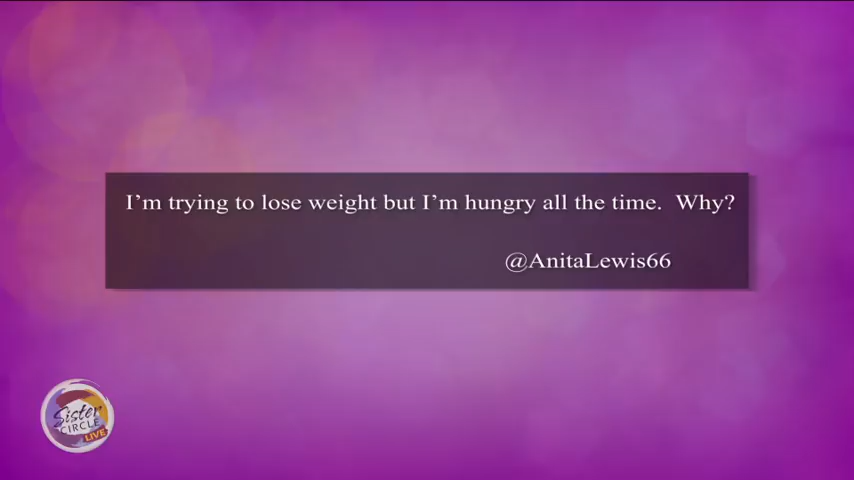 I'm trying to lose weight but I'm hungry all the time.  Why?
@AnitaLewis66
Sister
CIRCLE
LIVE